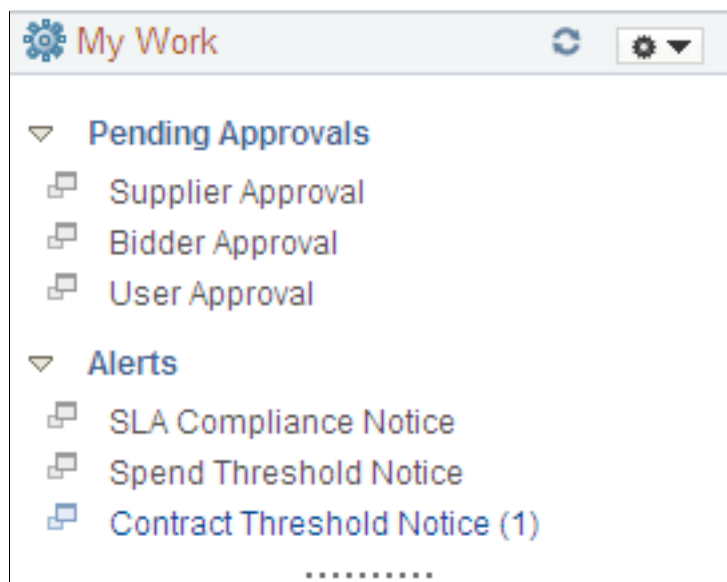 My Work
Pending Approvals
Supplier Approval
Bidder Approval
User Approval
Alerts
SLA Compliance Notice
Spend Threshold Notice
Contract Threshold Notice (1)